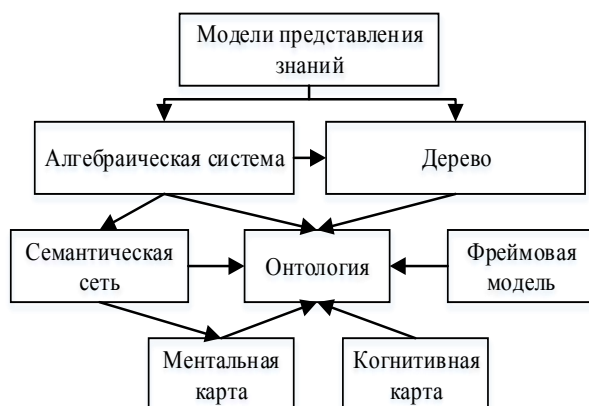 Модели представления
знаний
Алгебраическая система
Дерево
Семантическая
сеть
Онтология
Фреймовая
модель
Ментальная
карта
Когнитивная
карта